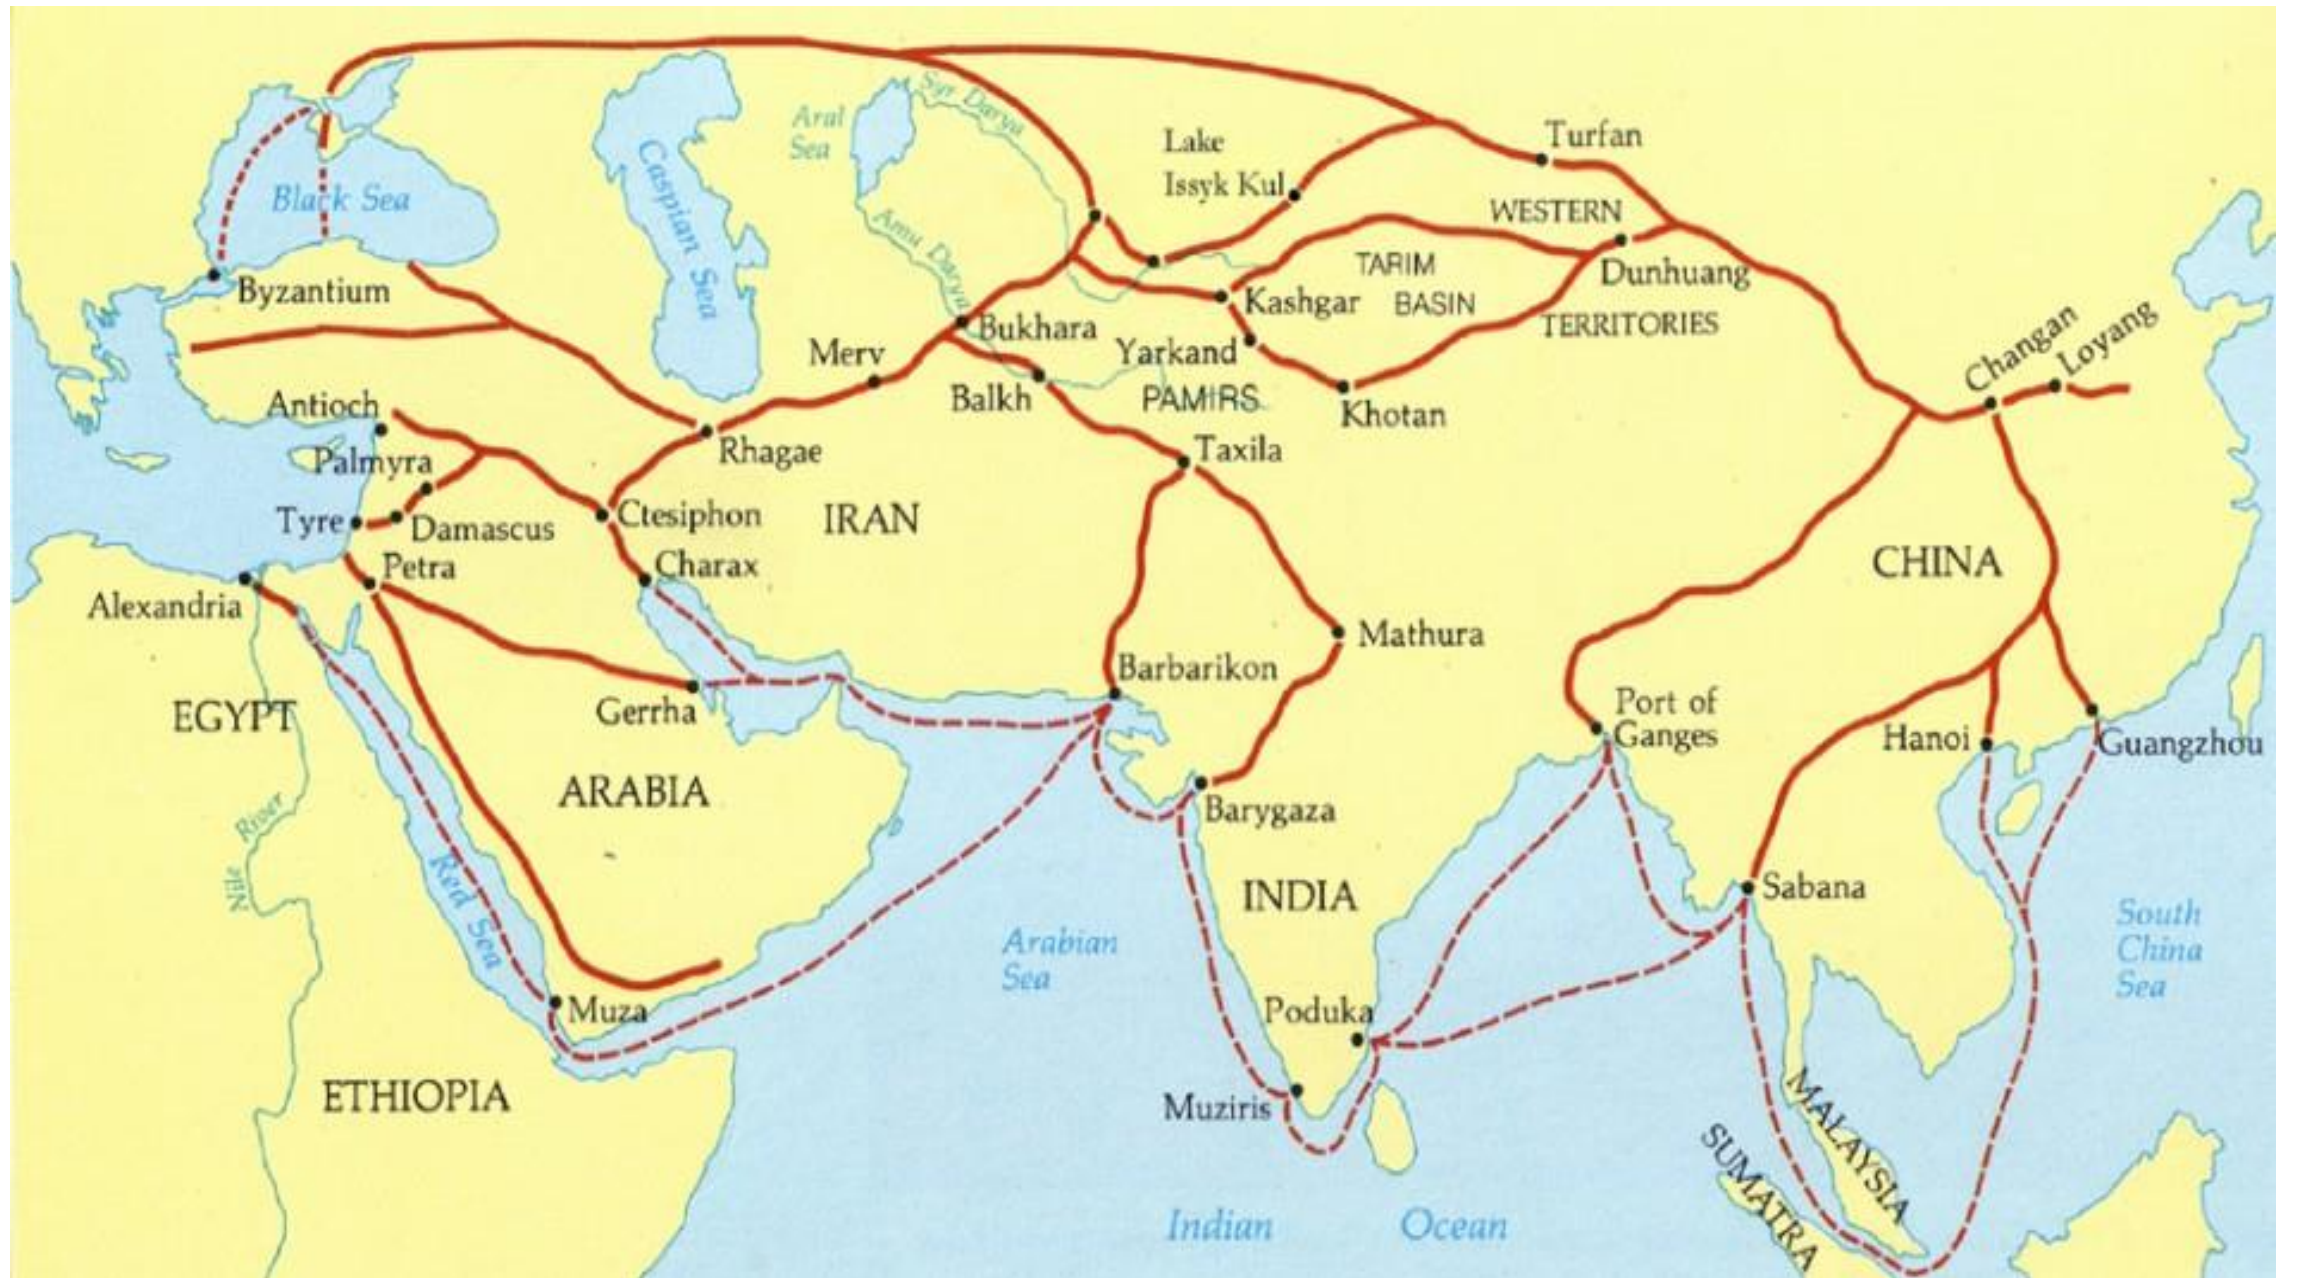 Syr Darya
Aral
Sea
Lake
Issyk Kul
Turfan
Black Sea
Caspian Sea
WESTERN
Amu Darya
TARIM
BASIN
Dunhuang
Byzantium
Kashgar
TERRITORIES
Bukhara
Merv
Yarkand
Changan
Loyang
Balkh
PAMIRS
Antioch
Khotan
Palmyra
Rhagae
Taxila
Tyre
Damascus
Ctesiphon
IRAN
Petra
Charax
CHINA
Alexandria
Mathura
Barbarikon
EGYPT
Gerrha
Port of
Ganges
Hanoi
Guangzhou
ARABIA
Barygaza
Nile
River
Red Sea
INDIA
Sabana
Arabian
Sea
South
China
Sea
Muza
Poduka
ETHIOPIA
Muziris
MALAYSIA
SUMATRA
Indian Ocean